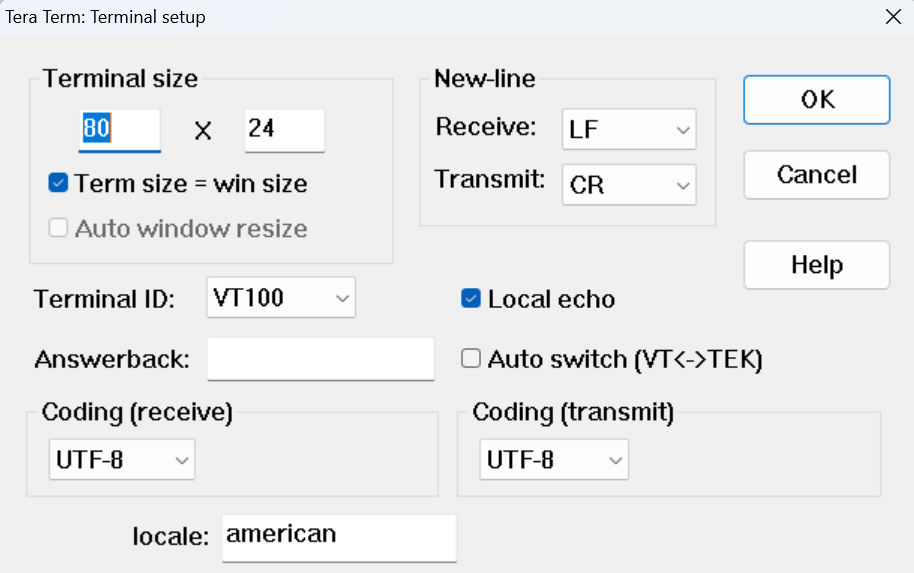 Tera Term: Terminal setup
Terminal size
80 X 24
Term size = win size
Auto window resize
New-line
Receive: LF
Transmit: CR
OK
Cancel
Help
Terminal ID: VT100
Local echo
Answerback:
Auto switch (VT<->TEK)
Coding (receive)
UTF-8
Coding (transmit)
UTF-8
locale: american